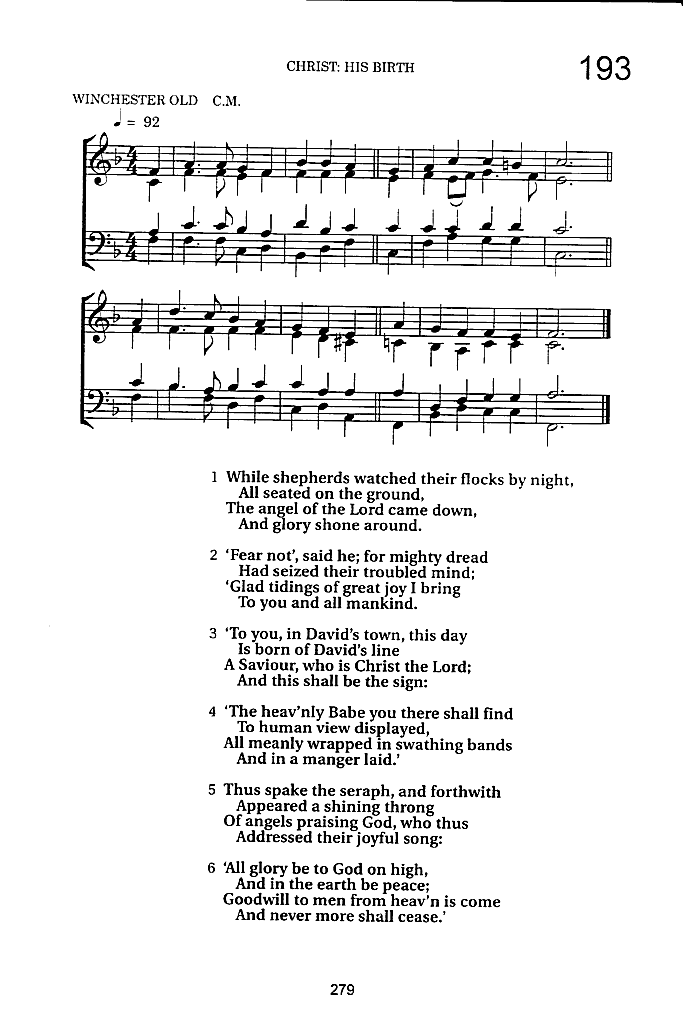 CHRIST: HIS BIRTH
193
WINCHESTER OLD C.M.
♩ = 92
1 While shepherds watched their flocks by night,
All seated on the ground,
The angel of the Lord came down,
And glory shone around.
2 ‘Fear not’, said he; for mighty dread
Had seized their troubled mind;
‘Glad tidings of great joy I bring
To you and all mankind.
3 ‘To you, in David’s town, this day
Is born of David’s line
A Saviour, who is Christ the Lord;
And this shall be the sign:
4 ‘The heav’nly Babe you there shall find
To human view displayed,
All meanly wrapped in swathing bands
And in a manger laid.’
5 Thus spake the seraph, and forthwith
Appeared a shining throng
Of angels praising God, who thus
Addressed their joyful song:
6 ‘All glory be to God on high,
And in the earth be peace;
Goodwill to men from heav’n is come
And never more shall cease.’
279